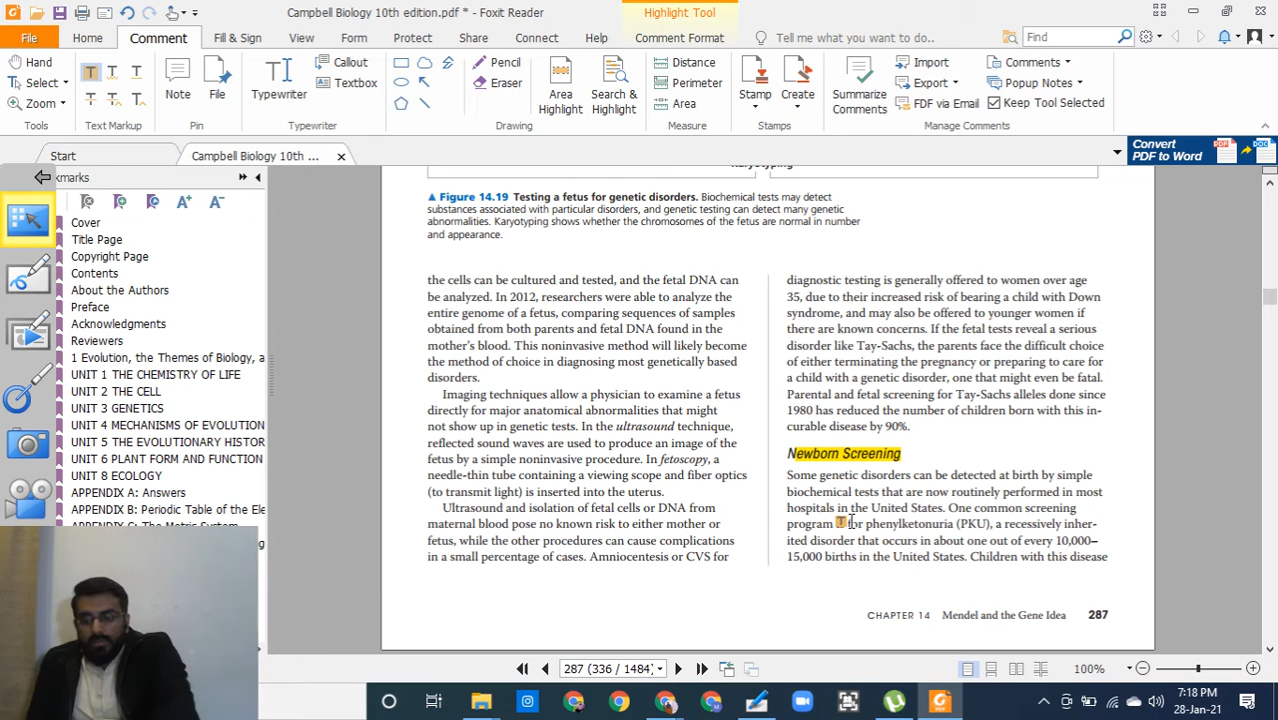 Campbell Biology 10th edition.pdf * - Foxit Reader
Highlight Tool
File
Home
Comment
Fill & Sign
View
Form
Protect
Share
Connect
Help
Comment Format
Tell me what you want to do..
Find
Hand
Select
Zoom
Tools
Text Markup
Note
File
Pin
Typewriter
Callout
Textbox
Typewriter
Pencil
Eraser
Drawing
Area Highlight
Search & Highlight
Distance
Perimeter
Area
Measure
Stamp
Create
Stamps
Summarize Comments
Import
Export
FDF via Email
Comments
Popup Notes
Keep Tool Selected
Manage Comments
Start
Campbell Biology 10th ...
Convert
PDF to Word
kmarks
Cover
Title Page
Copyright Page
Contents
About the Authors
Preface
Acknowledgments
Reviewers
1 Evolution, the Themes of Biology, a
UNIT 1 THE CHEMISTRY OF LIFE
UNIT 2 THE CELL
UNIT 3 GENETICS
UNIT 4 MECHANISMS OF EVOLUTION
UNIT 5 THE EVOLUTIONARY HISTOR
UNIT 6 PLANT FORM AND FUNCTION
UNIT 8 ECOLOGY
APPENDIX A: Answers
APPENDIX B: Periodic Table of the Ele
Karyotyping
▲ Figure 14.19 Testing a fetus for genetic disorders. Biochemical tests may detect
substances associated with particular disorders, and genetic testing can detect many genetic
abnormalities. Karyotyping shows whether the chromosomes of the fetus are normal in number
and appearance.
the cells can be cultured and tested, and the fetal DNA can
be analyzed. In 2012, researchers were able to analyze the
entire genome of a fetus, comparing sequences of samples
obtained from both parents and fetal DNA found in the
mother's blood. This noninvasive method will likely become
the method of choice in diagnosing most genetically based
disorders.
Imaging techniques allow a physician to examine a fetus
directly for major anatomical abnormalities that might
not show up in genetic tests. In the ultrasound technique,
reflected sound waves are used to produce an image of the
fetus by a simple noninvasive procedure. In fetoscopy, a
needle-thin tube containing a viewing scope and fiber optics
(to transmit light) is inserted into the uterus.
Ultrasound and isolation of fetal cells or DNA from
maternal blood pose no known risk to either mother or
fetus, while the other procedures can cause complications
in a small percentage of cases. Amniocentesis or CVS for
diagnostic testing is generally offered to women over age
35, due to their increased risk of bearing a child with Down
syndrome, and may also be offered to younger women if
there are known concerns. If the fetal tests reveal a serious
disorder like Tay-Sachs, the parents face the difficult choice
of either terminating the pregnancy or preparing to care for
a child with a genetic disorder, one that might even be fatal.
Parental and fetal screening for Tay-Sachs alleles done since
1980 has reduced the number of children born with this in-
curable disease by 90%.
Newborn Screening
Some genetic disorders can be detected at birth by simple
biochemical tests that are now routinely performed in most
hospitals in the United States. One common screening
program for phenylketonuria (PKU), a recessively inher-
ited disorder that occurs in about one out of every 10,000–
15,000 births in the United States. Children with this disease
CHAPTER 14 Mendel and the Gene Idea 287
287 (336 / 1484)
100%
7:18 PM
28-Jan-21